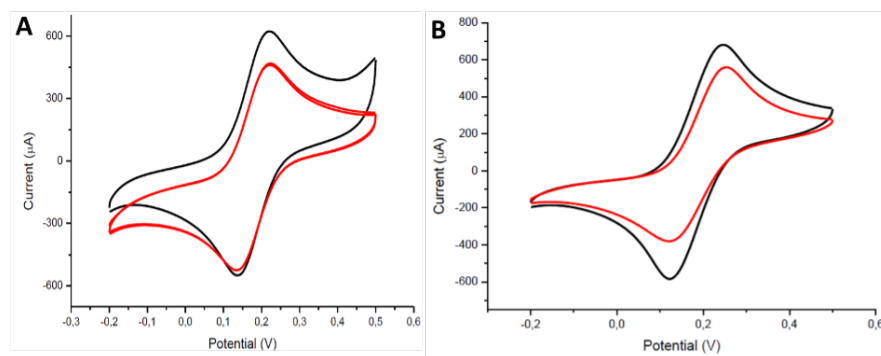 A
600
300
0
-300
-600
Current (µA)
-0,3 -0,2 -0,1 0,0 0,1 0,2 0,3 0,4 0,5 0,6
Potential (V)
B
800
600
400
200
0
-200
-400
-600
Current (µA)
-0,2 0,0 0,2 0,4 0,6
Potential (V)